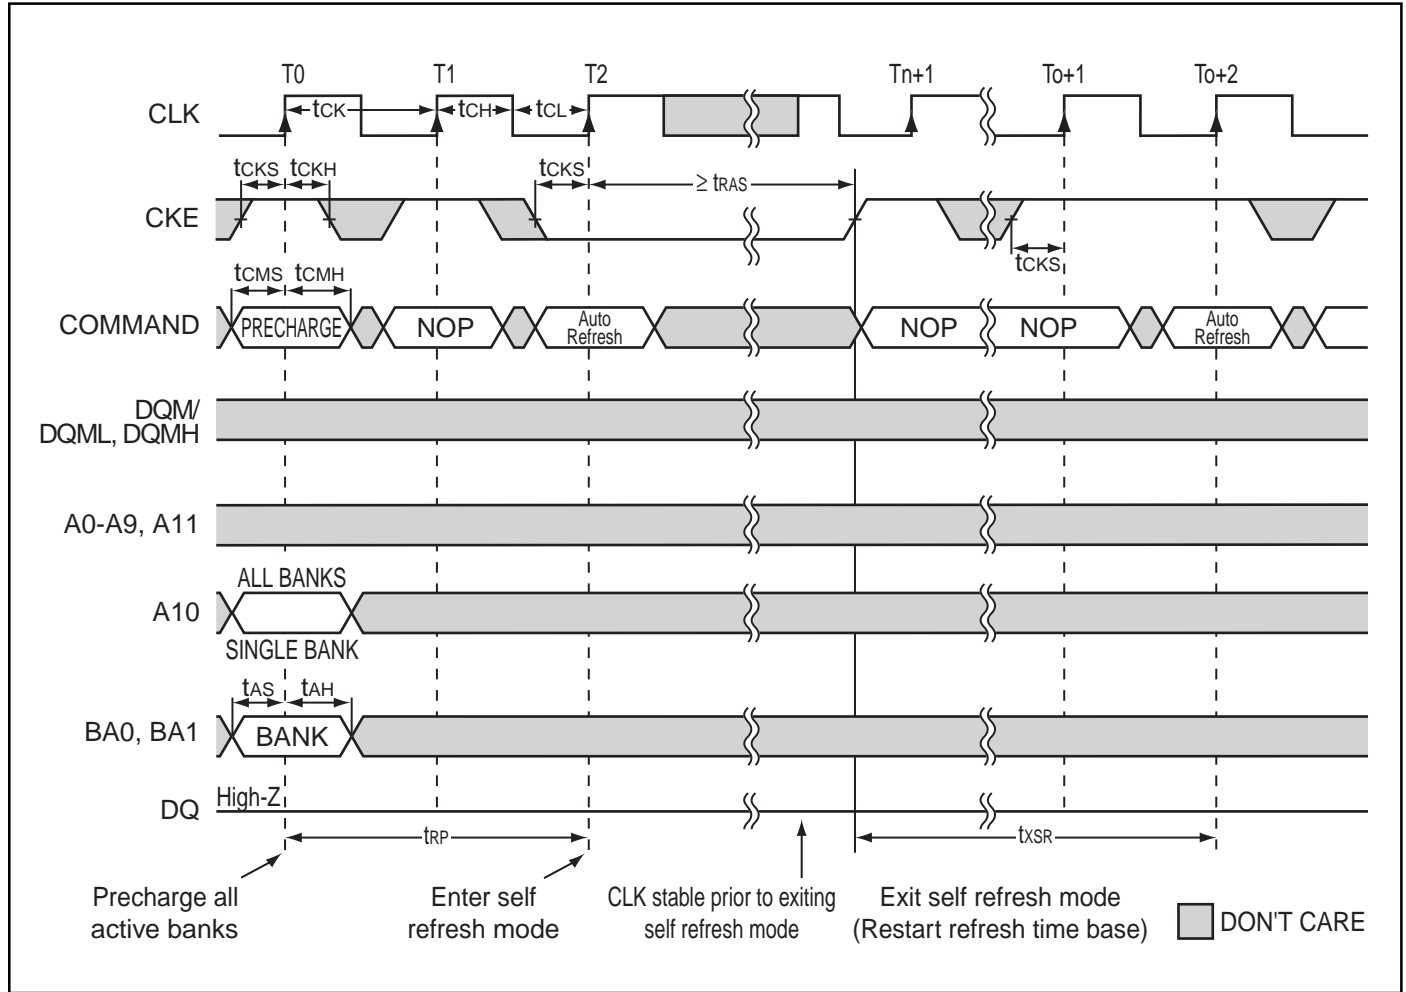 T0 T1 T2 Tn+1 To+1 To+2
CLK
tCK tCH tCL
tCKS tCKH tCKS ≥ tRAS
CKE
tCKS
tCMS tCMH
COMMAND PRECHARGE NOP Auto Refresh NOP NOP Auto Refresh
DQM/
DQML, DQMH
A0-A9, A11
ALL BANKS
A10
SINGLE BANK
tAS tAH
BA0, BA1 BANK
DQ High-Z
tRP tXSR
Precharge all
active banks
Enter self
refresh mode
CLK stable prior to exiting
self refresh mode
Exit self refresh mode
(Restart refresh time base)
DON'T CARE